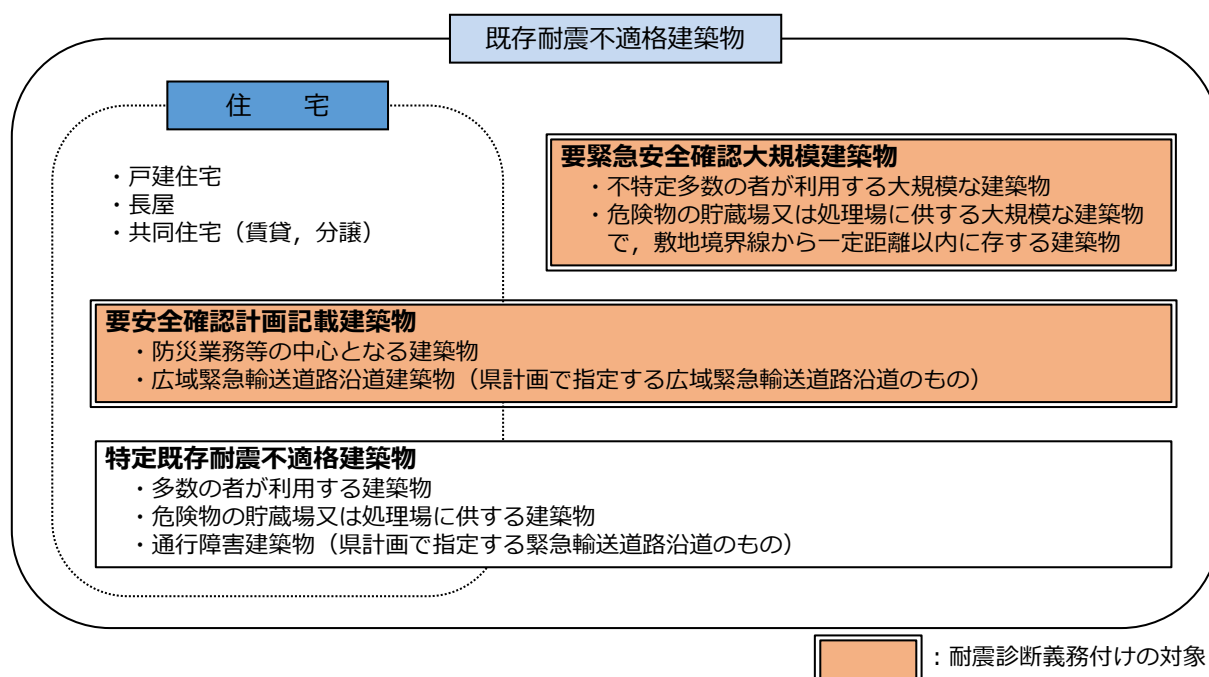 既存耐震不適格建築物
住　宅
・戸建住宅
・長屋
・共同住宅（賃貸，分譲）
要緊急安全確認大規模建築物
・不特定多数の者が利用する大規模な建築物
・危険物の貯蔵場又は処理場に供する大規模な建築物
で，敷地境界線から一定距離以内に存する建築物
要安全確認計画記載建築物
・防災業務等の中心となる建築物
・広域緊急輸送道路沿道建築物（県計画で指定する広域緊急輸送道路沿道のもの）
特定既存耐震不適格建築物
・多数の者が利用する建築物
・危険物の貯蔵場又は処理場に供する建築物
・通行障害建築物（県計画で指定する緊急輸送道路沿道のもの）
：耐震診断義務付けの対象